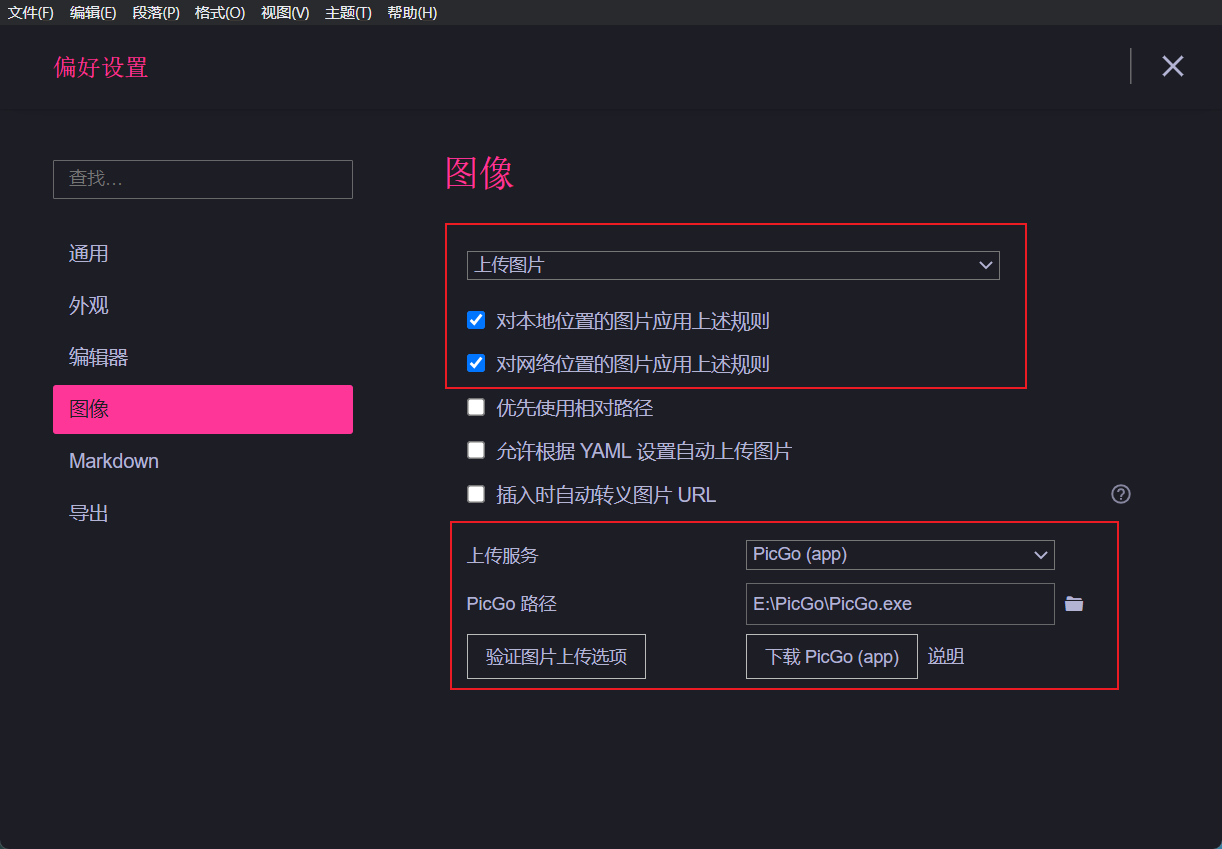 文件(F) 编辑(E) 段落(P) 格式(O) 视图(V) 主题(T) 帮助(H)
偏好设置
查找…
通用
外观
编辑器
图像
Markdown
导出
图像
上传图片
对本地位置的图片应用上述规则
对网络位置的图片应用上述规则
优先使用相对路径
允许根据 YAML 设置自动上传图片
插入时自动转义图片 URL
上传服务 PicGo (app)
PicGo 路径 E:\PicGo\PicGo.exe
验证图片上传选项 下载 PicGo (app) 说明